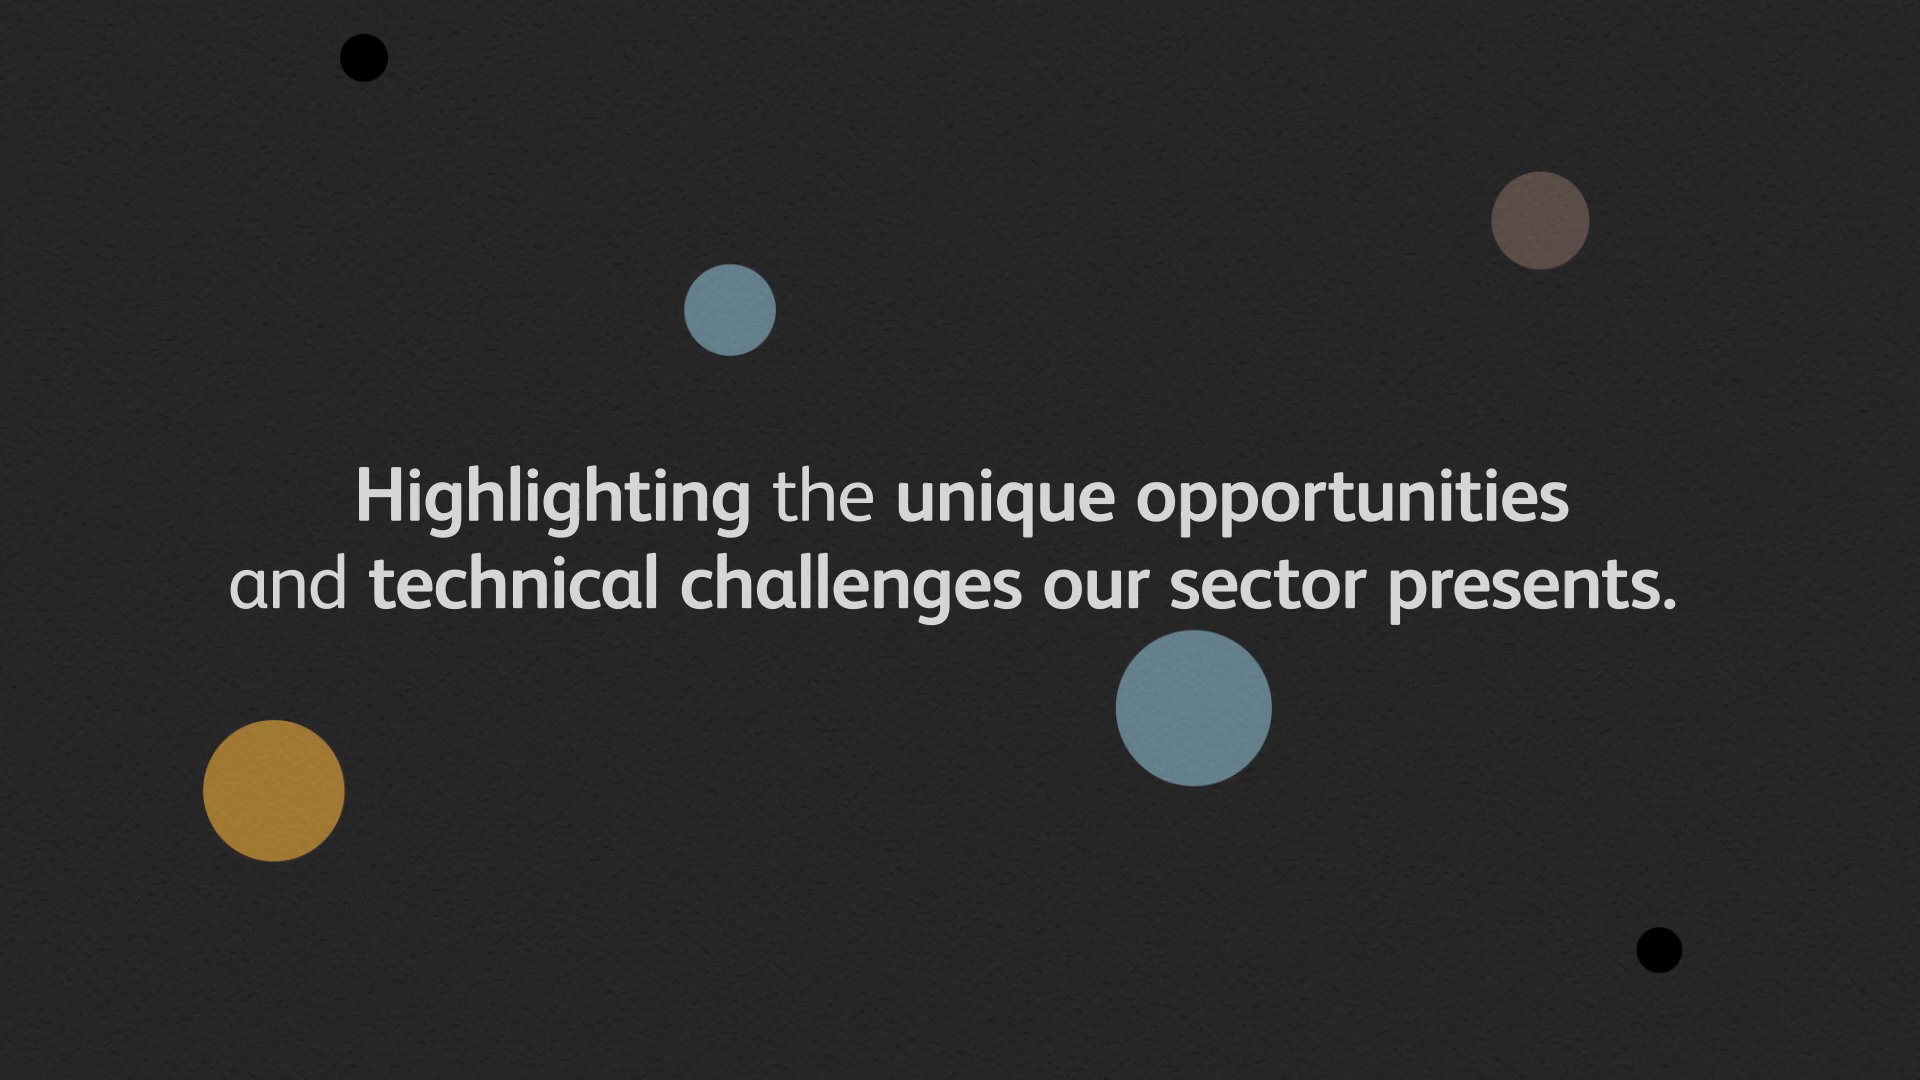 Highlighting the unique opportunities
and technical challenges our sector presents.